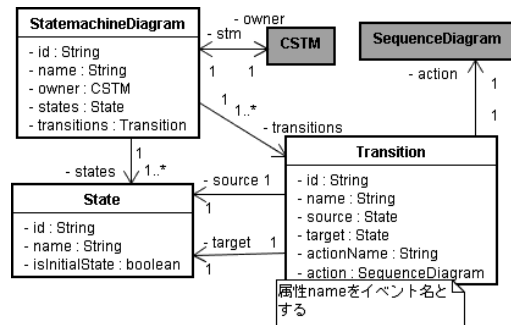 StatemachineDiagram
- id : String
- name : String
- owner : CSTM
- states : State
- transitions : Transition
- owner
- stm
1
1
CSTM
SequenceDiagram
- action
1
1
1
1..*
- transitions
1
- states
1..*
State
- id : String
- name : String
- isInitialState : boolean
- source 1
1
- target 1
1
Transition
- id : String
- name : String
- source : State
- target : State
- actionName : String
- action : SequenceDiagram
属性nameをイベント名と
する